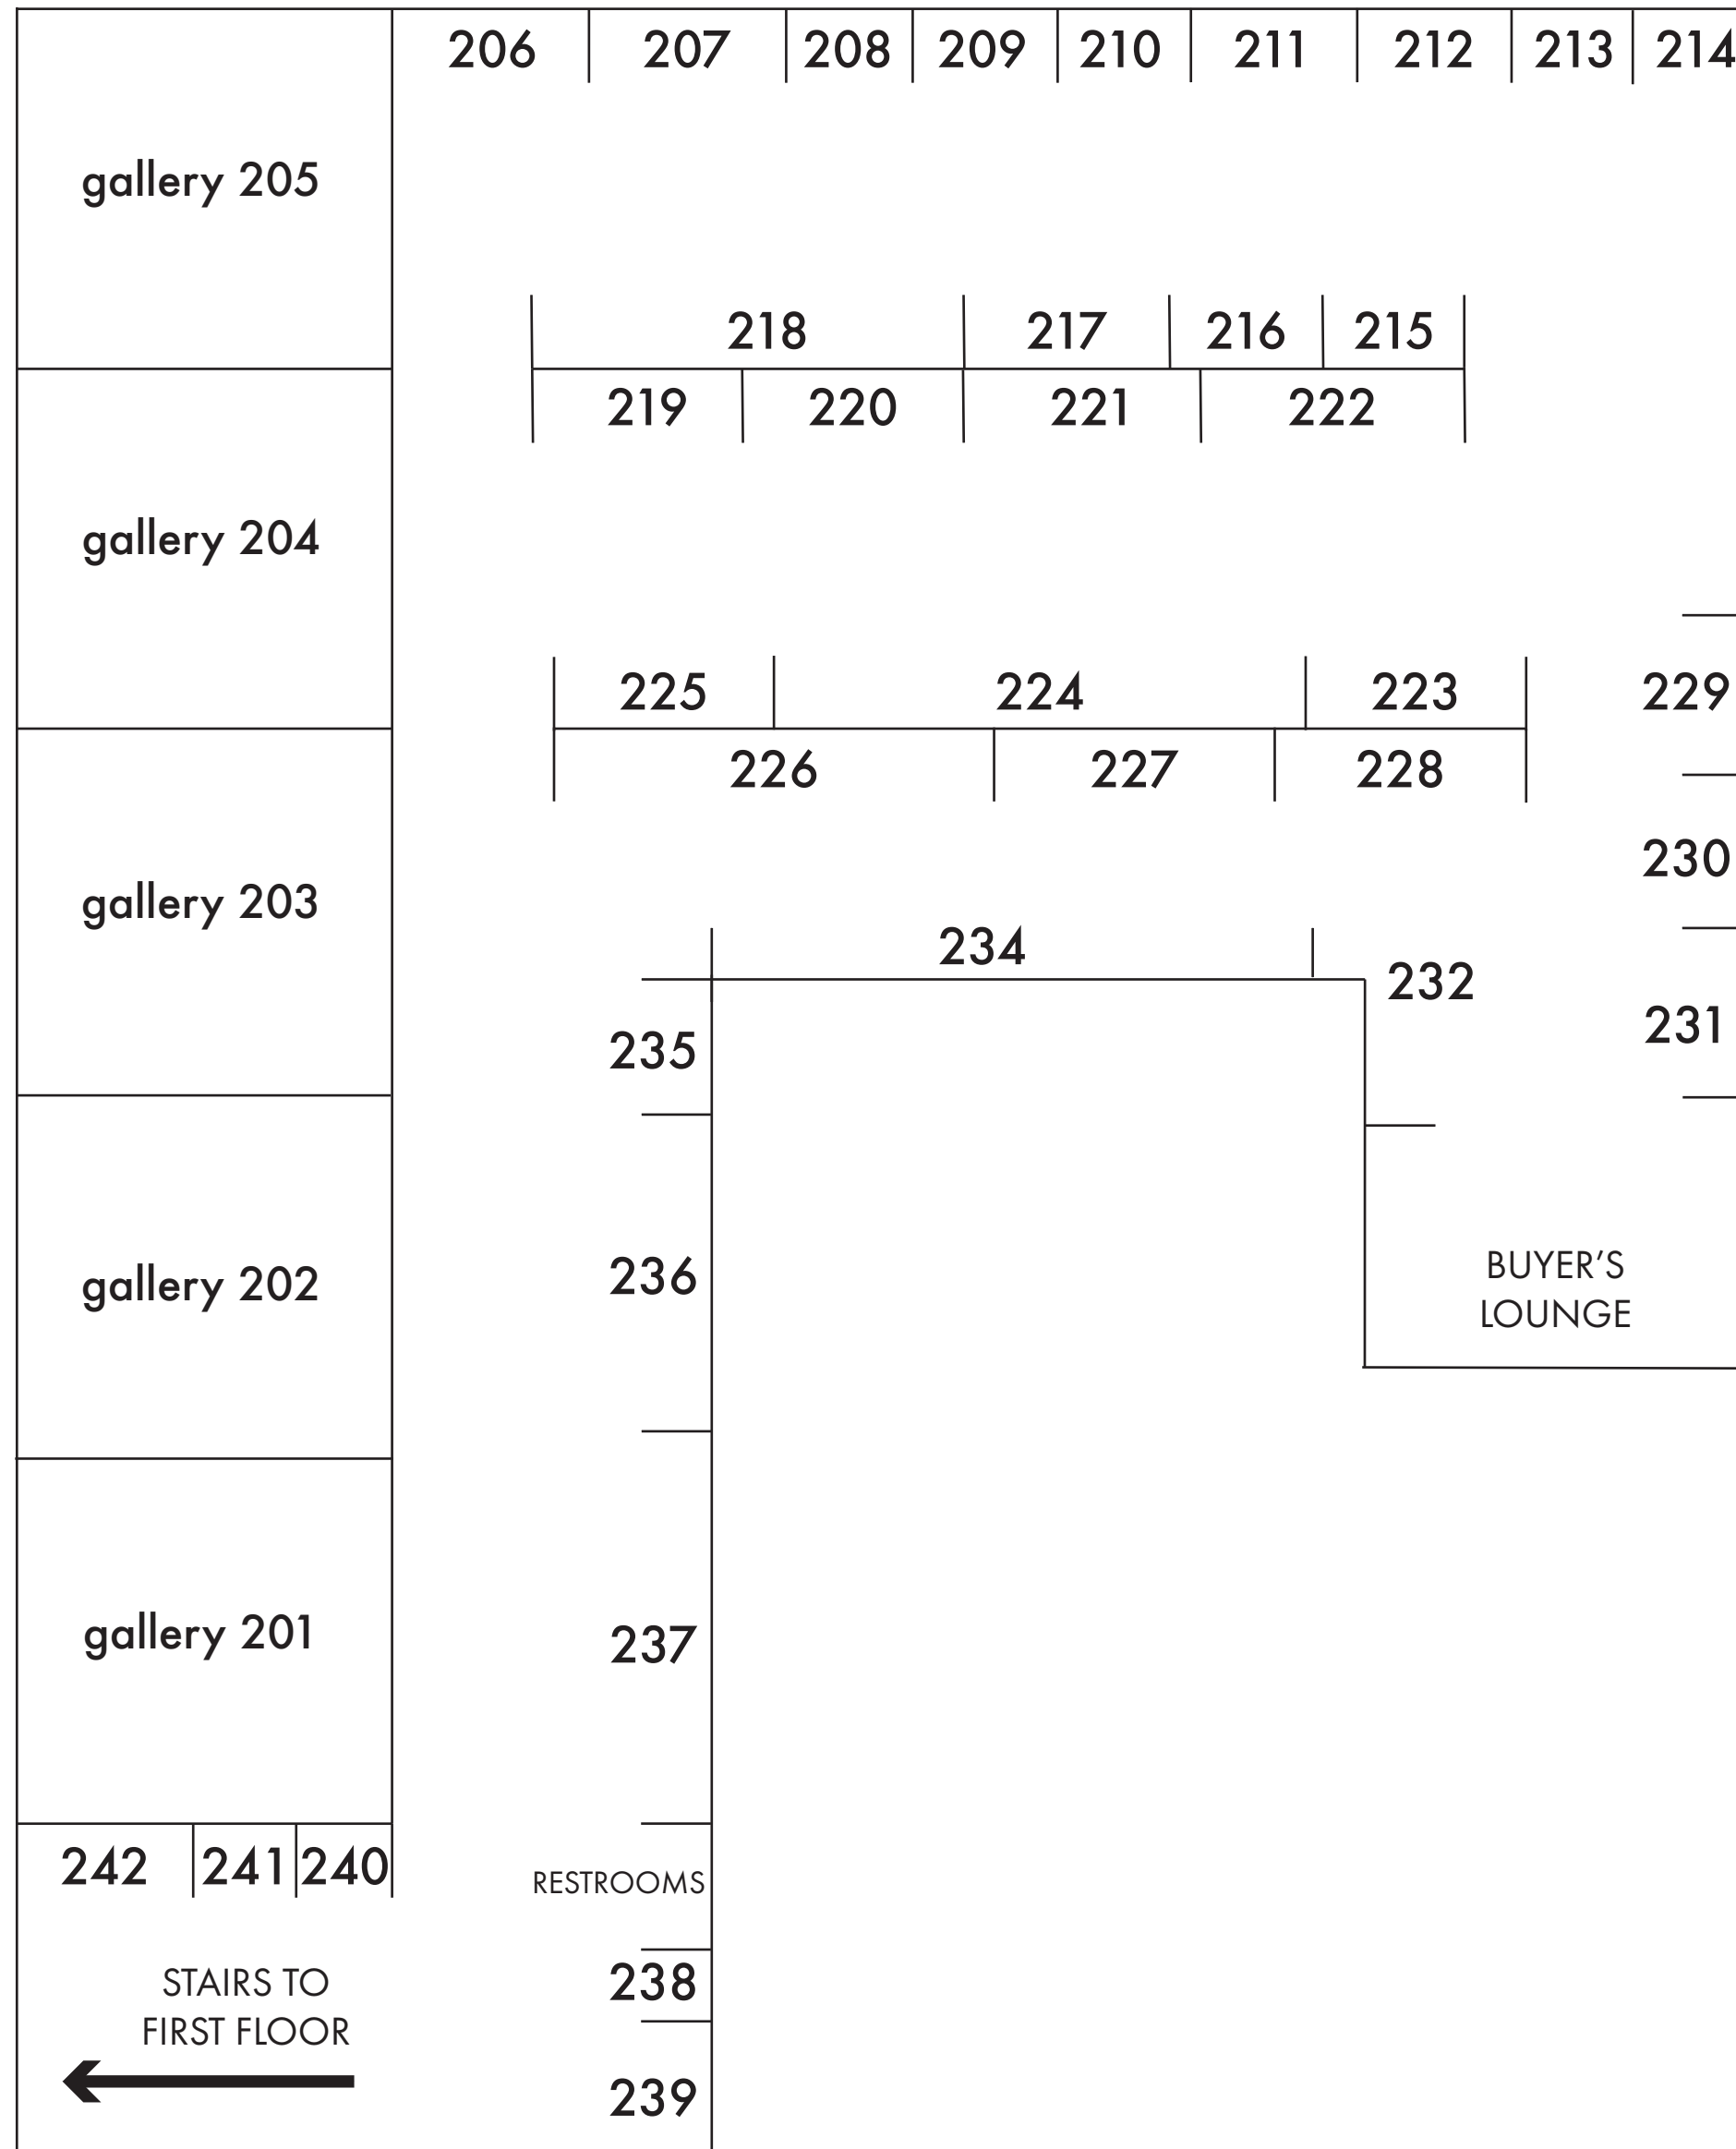 206 207 208 209 210 211 212 213 214
gallery 205
218 217 216 215
219 220 221 222
gallery 204
225 224 223 229
226 227 228
230
gallery 203
234
232
231
235
BUYER'S
LOUNGE
236
gallery 202
gallery 201
237
242 241 240
RESTROOMS
STAIRS TO
FIRST FLOOR
238
239